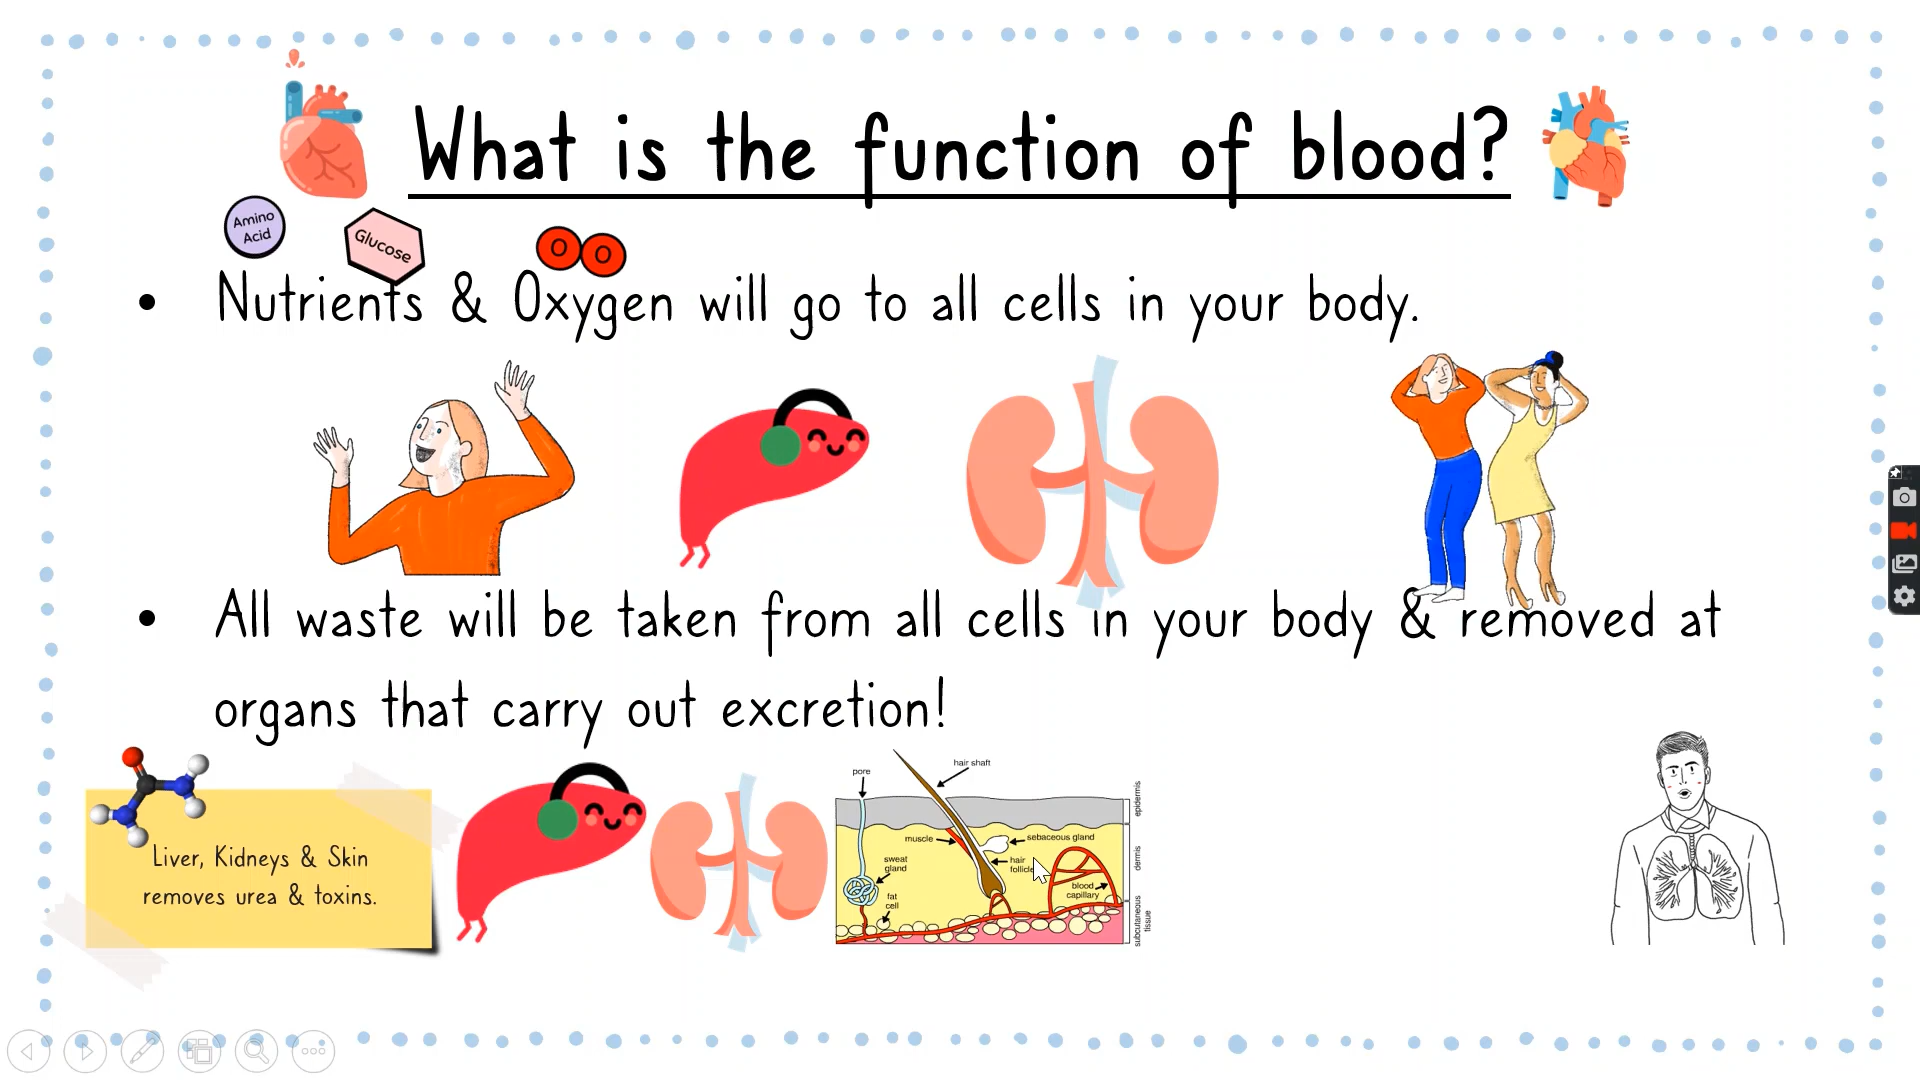 What is the function of blood?
Amino
Acid
Glucose
O O
• Nutrients & Oxygen will go to all cells in your body.
• All waste will be taken from all cells in your body & removed at
organs that carry out excretion!
Liver, Kidneys & Skin
removes urea & toxins.
pore
hair shaft
muscle
sebaceous gland
sweat
gland
hair
follicle
fat
cell
blood
capillary
epidermis
dermis
subcutaneous
tissue